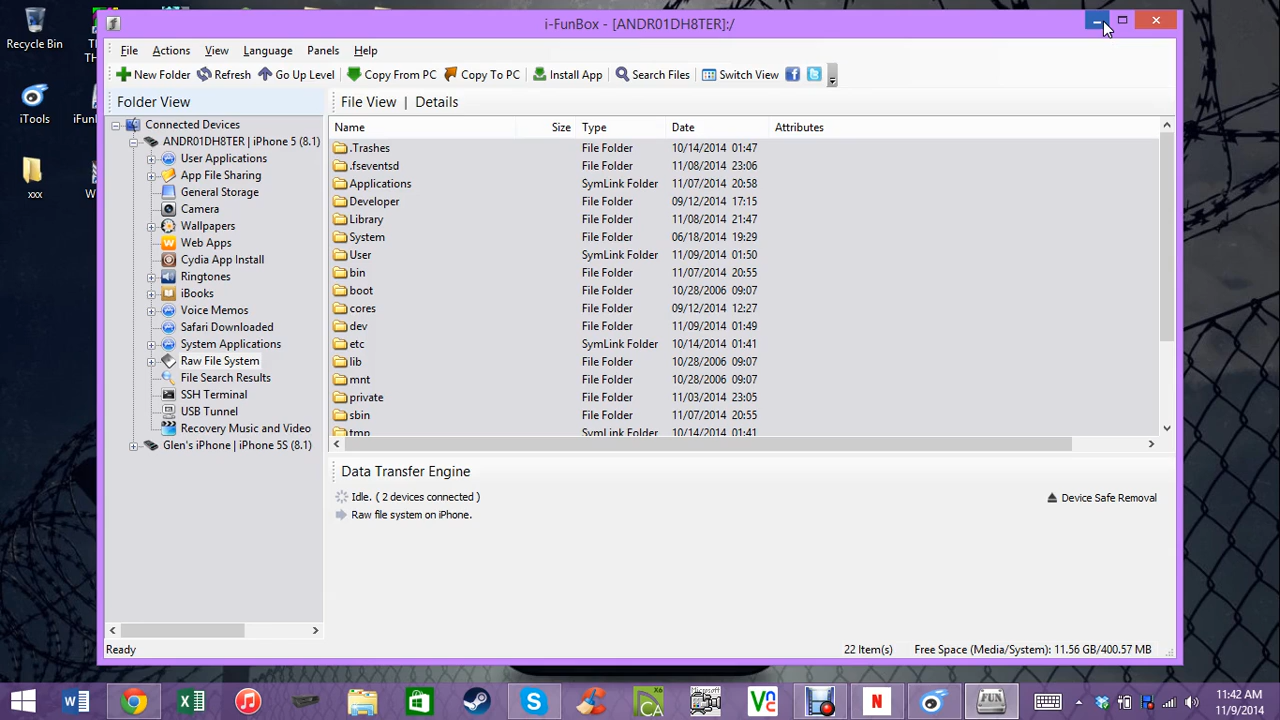 i-FunBox - [ANDR01DH8TER]:/
Recycle Bin
iTools
xxx
File Actions View Language Panels Help
New Folder Refresh Go Up Level Copy From PC Copy To PC Install App Search Files Switch View
Folder View
Connected Devices
ANDR01DH8TER | iPhone 5 (8.1)
User Applications
App File Sharing
General Storage
Camera
Wallpapers
Web Apps
Cydia App Install
Ringtones
iBooks
Voice Memos
Safari Downloaded
System Applications
Raw File System
File Search Results
SSH Terminal
USB Tunnel
Recovery Music and Video
Glen's iPhone | iPhone 5S (8.1)
File View | Details
Name Size Type Date Attributes
.Trashes File Folder 10/14/2014 01:47
.fseventsd File Folder 11/08/2014 23:06
Applications SymLink Folder 11/07/2014 20:58
Developer File Folder 09/12/2014 17:15
Library File Folder 11/08/2014 21:47
System File Folder 06/18/2014 19:29
User SymLink Folder 11/09/2014 01:50
bin File Folder 11/07/2014 20:55
boot File Folder 10/28/2006 09:07
cores File Folder 09/12/2014 12:27
dev File Folder 11/09/2014 01:49
etc SymLink Folder 10/14/2014 01:41
lib File Folder 10/28/2006 09:07
mnt File Folder 10/28/2006 09:07
private File Folder 11/03/2014 23:05
sbin File Folder 11/07/2014 20:55
tmp SymLink Folder 10/14/2014 01:41
Data Transfer Engine
Idle. ( 2 devices connected )
Device Safe Removal
Raw file system on iPhone.
Ready
22 Item(s)
Free Space (Media/System): 11.56 GB/400.57 MB
11:42 AM
11/9/2014